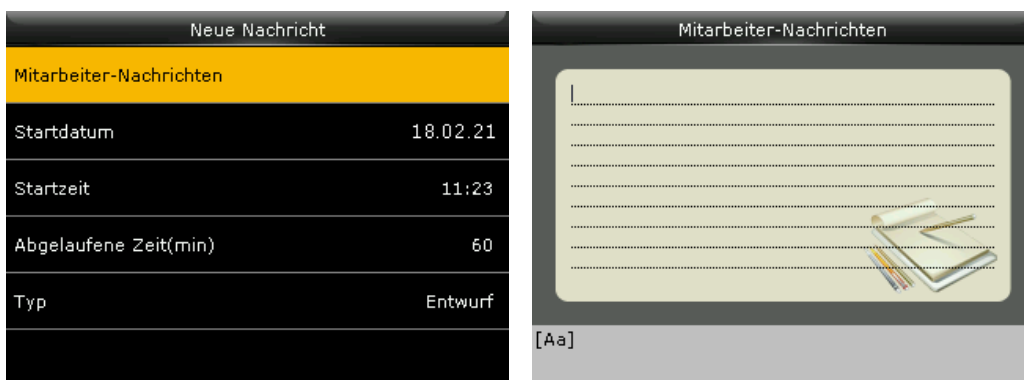 Neue Nachricht
Mitarbeiter-Nachrichten
Startdatum 18.02.21
Startzeit 11:23
Abgelaufene Zeit(min) 60
Typ Entwurf
Mitarbeiter-Nachrichten
[Aa]